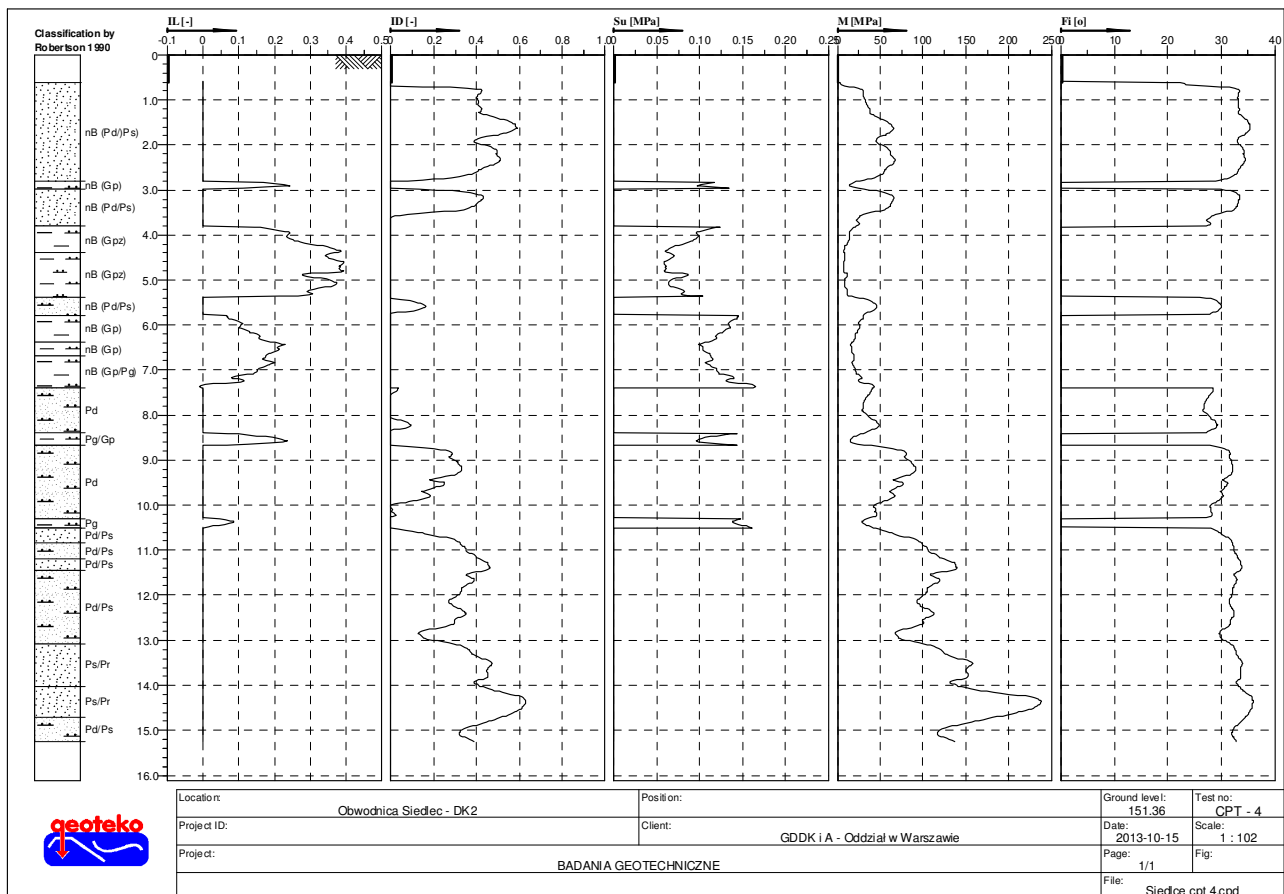 Classification by
Robertson 1990
IL [-]
ID [-]
Su [MPa]
M [MPa]
Fi [o]
-0.1 0 0.1 0.2 0.3 0.4 0.5
0 0.2 0.4 0.6 0.8 1.0
0.00 0.05 0.10 0.15 0.20 0.25
0 50 100 150 200 250
0 10 20 30 40
0
1.0
2.0
3.0
4.0
5.0
6.0
7.0
8.0
9.0
10.0
11.0
12.0
13.0
14.0
15.0
16.0
nB (Pd/)Ps)
nB (Gp)
nB (Pd/Ps)
nB (Gpz)
nB (Gpz)
nB (Pd/Ps)
nB (Gp)
nB (Gp)
nB (Gp/Pg)
Pd
Pg/Gp
Pd
Pg
Pd/Ps
Pd/Ps
Pd/Ps
Pd/Ps
Ps/Pr
Ps/Pr
Pd/Ps
geoteko
Location:
Obwodnica Siedlec - DK2
Position:
Ground level:
151.36
Test no:
CPT - 4
Project ID:
Client:
GDDK i A - Oddział w Warszawie
Date:
2013-10-15
Scale:
1 : 102
Project:
BADANIA GEOTECHNICZNE
Page:
1/1
Fig:
File:
Siedlce cpt 4.cpd